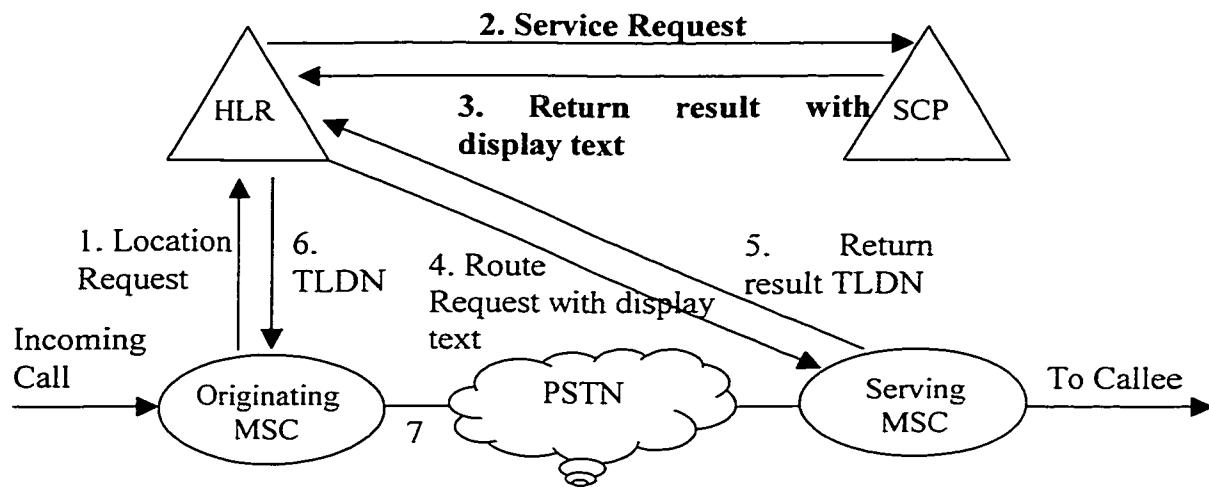 2. Service Request
HLR
SCP
3. Return result with
display text
1. Location
Request
6.
TLDN
4. Route
Request with display
text
5. Return
result TLDN
Incoming
Call
Originating
MSC
7
PSTN
Serving
MSC
To Callee